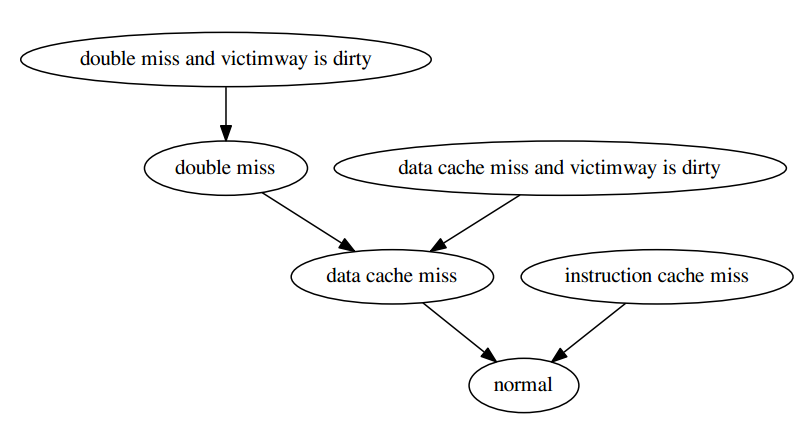 double miss and victimway is dirty
double miss
data cache miss and victimway is dirty
data cache miss
instruction cache miss
normal